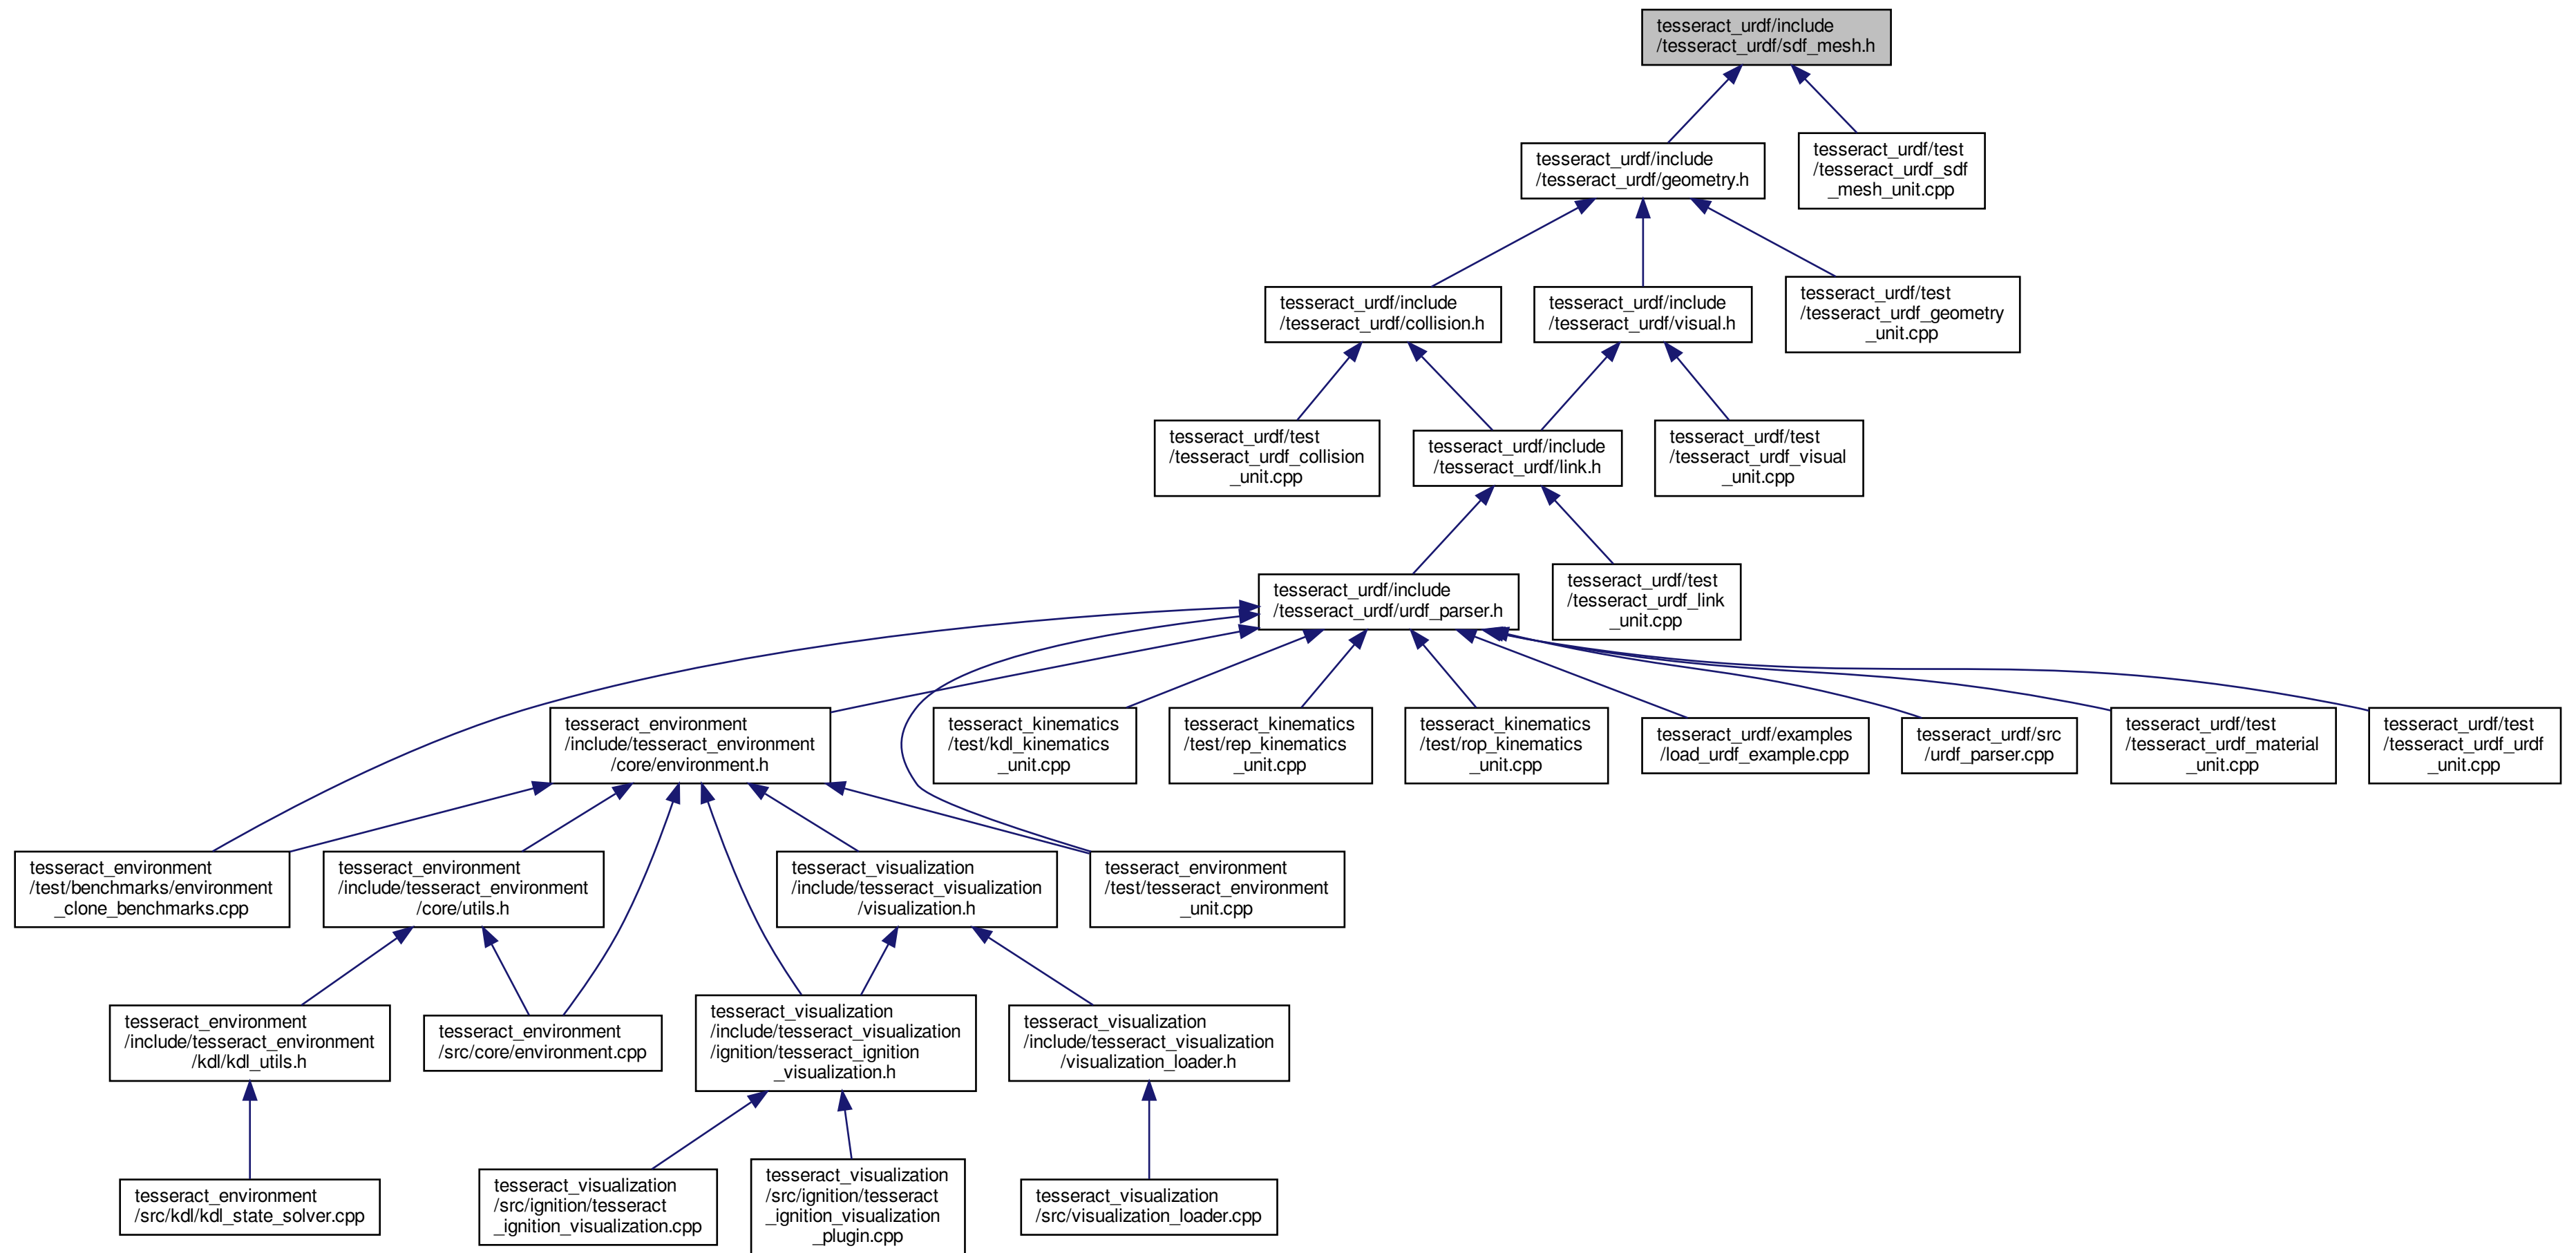 tesseract_urdf/include
/tesseract_urdf/sdf_mesh.h
tesseract_urdf/include
/tesseract_urdf/geometry.h
tesseract_urdf/test
/tesseract_urdf_sdf
_mesh_unit.cpp
tesseract_urdf/include
/tesseract_urdf/collision.h
tesseract_urdf/include
/tesseract_urdf/visual.h
tesseract_urdf/test
/tesseract_urdf_geometry
_unit.cpp
tesseract_urdf/test
/tesseract_urdf_collision
_unit.cpp
tesseract_urdf/include
/tesseract_urdf/link.h
tesseract_urdf/test
/tesseract_urdf_visual
_unit.cpp
tesseract_urdf/include
/tesseract_urdf/urdf_parser.h
tesseract_urdf/test
/tesseract_urdf_link
_unit.cpp
tesseract_environment
/include/tesseract_environment
/core/environment.h
tesseract_kinematics
/test/kdl_kinematics
_unit.cpp
tesseract_kinematics
/test/rep_kinematics
_unit.cpp
tesseract_kinematics
/test/rop_kinematics
_unit.cpp
tesseract_urdf/examples
/load_urdf_example.cpp
tesseract_urdf/src
/urdf_parser.cpp
tesseract_urdf/test
/tesseract_urdf_material
_unit.cpp
tesseract_urdf/test
/tesseract_urdf_urdf
_unit.cpp
tesseract_environment
/test/benchmarks/environment
_clone_benchmarks.cpp
tesseract_environment
/include/tesseract_environment
/core/utils.h
tesseract_visualization
/include/tesseract_visualization
/visualization.h
tesseract_environment
/test/tesseract_environment
_unit.cpp
tesseract_environment
/include/tesseract_environment
/kdl/kdl_utils.h
tesseract_environment
/src/core/environment.cpp
tesseract_visualization
/include/tesseract_visualization
/ignition/tesseract_ignition
_visualization.h
tesseract_visualization
/include/tesseract_visualization
/visualization_loader.h
tesseract_environment
/src/kdl/kdl_state_solver.cpp
tesseract_visualization
/src/ignition/tesseract
_ignition_visualization.cpp
tesseract_visualization
/src/ignition/tesseract
_ignition_visualization
_plugin.cpp
tesseract_visualization
/src/visualization_loader.cpp